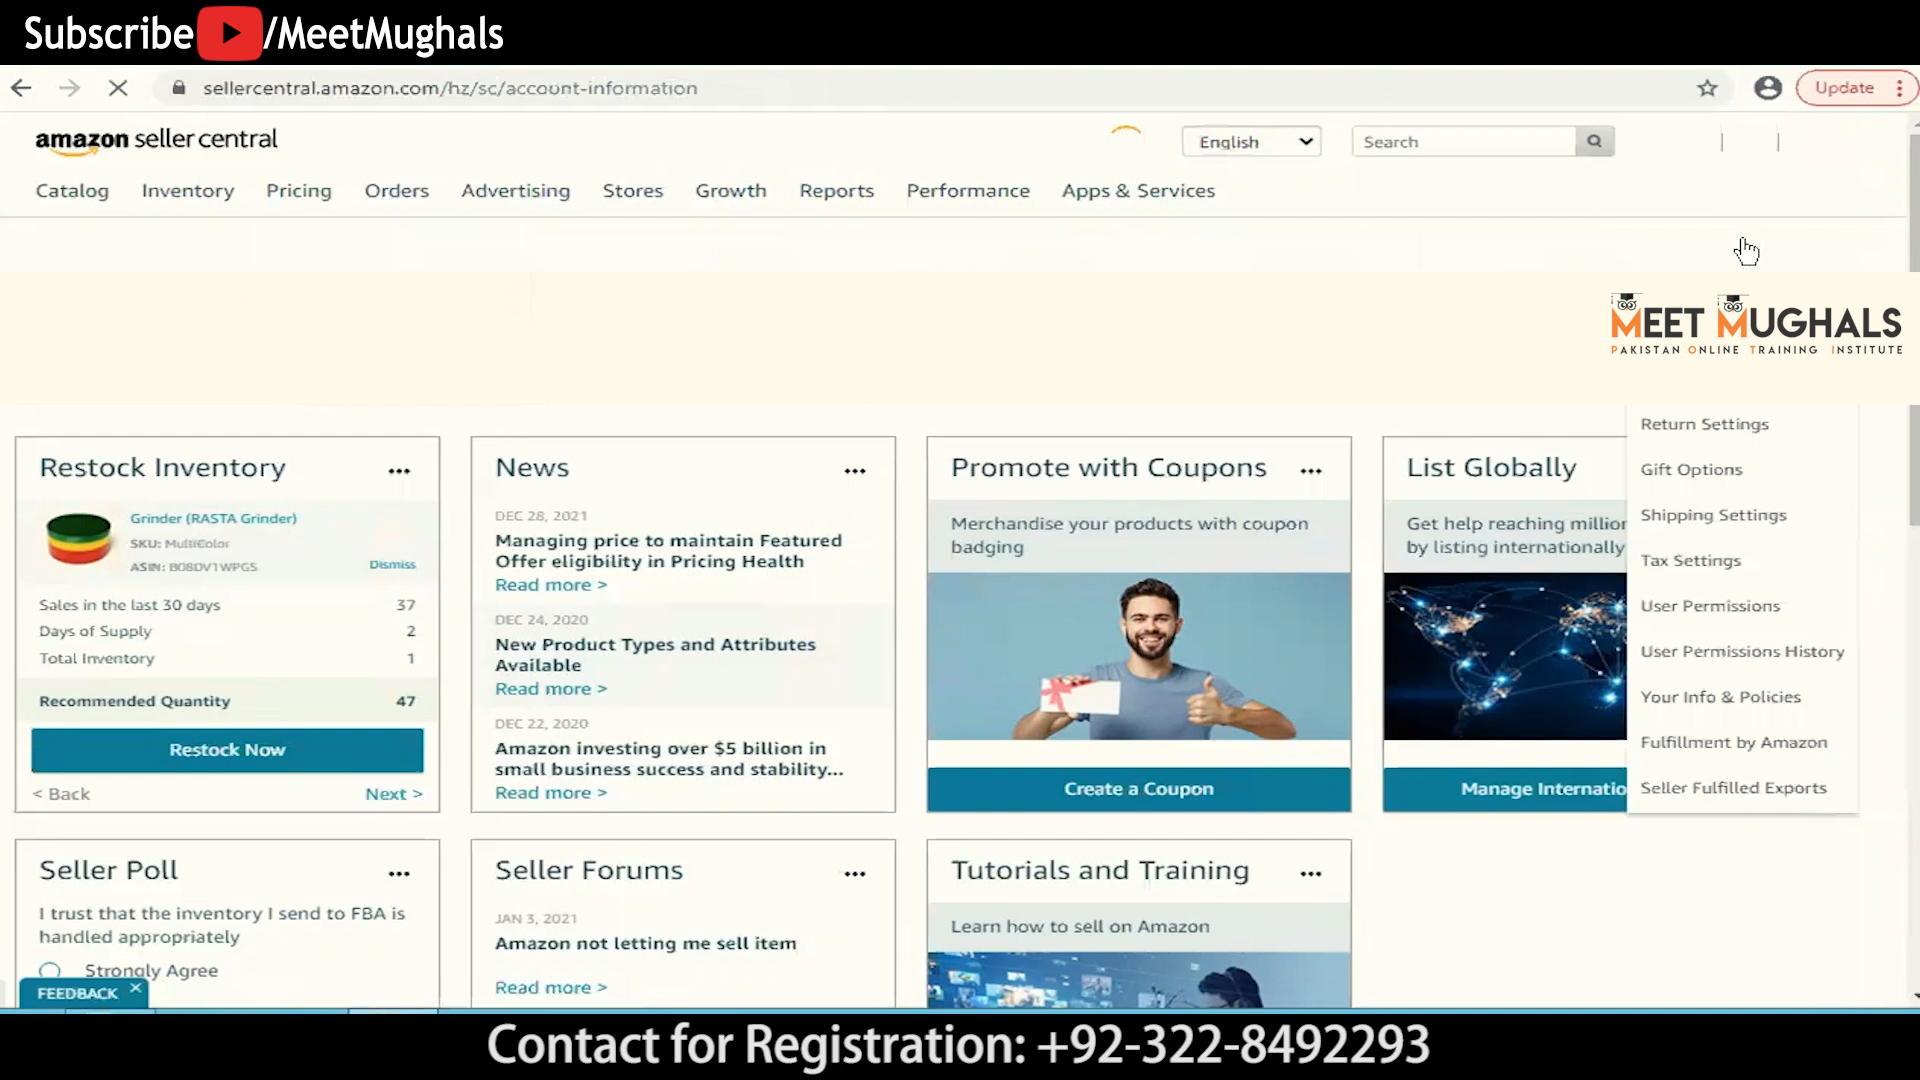 Subscribe /MeetMughals
sellercentral.amazon.com/hz/sc/account-information
Update
amazon seller central
English
Search
Catalog Inventory Pricing Orders Advertising Stores Growth Reports Performance Apps & Services
MEET MUGHALS
PAKISTAN ONLINE TRAINING INSTITUTE
Restock Inventory
Grinder (RASTA Grinder)
SKU: MultiColor
ASIN: B08DV1WPGS
Dismiss
Sales in the last 30 days 37
Days of Supply 2
Total Inventory 1
Recommended Quantity 47
Restock Now
< Back Next >
News
DEC 28, 2021
Managing price to maintain Featured
Offer eligibility in Pricing Health
Read more >
DEC 24, 2020
New Product Types and Attributes
Available
Read more >
DEC 22, 2020
Amazon investing over $5 billion in
small business success and stability...
Read more >
Promote with Coupons
Merchandise your products with coupon
badging
Create a Coupon
List Globally
Get help reaching million
by listing internationally
Manage Internatio
Return Settings
Gift Options
Shipping Settings
Tax Settings
User Permissions
User Permissions History
Your Info & Policies
Fulfillment by Amazon
Seller Fulfilled Exports
Seller Poll
I trust that the inventory I send to FBA is
handled appropriately
Strongly Agree
FEEDBACK
Seller Forums
JAN 3, 2021
Amazon not letting me sell item
Read more >
Tutorials and Training
Learn how to sell on Amazon
Contact for Registration: +92-322-8492293